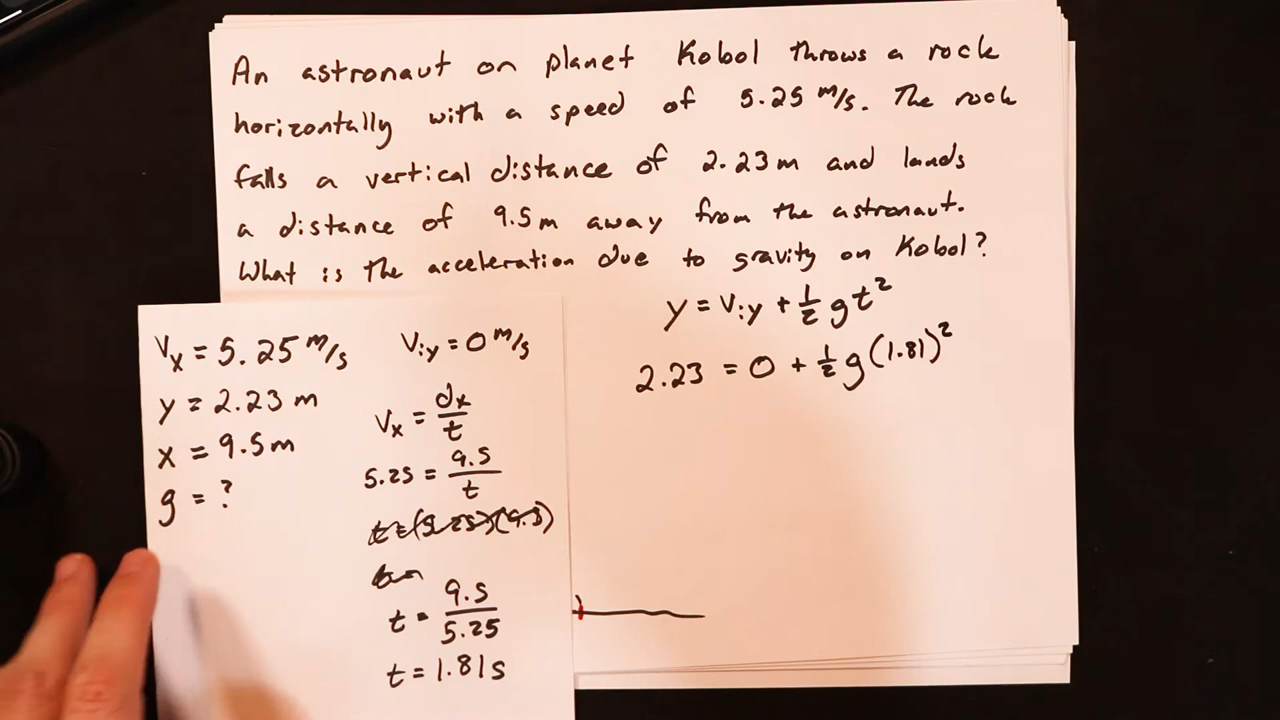 An astronaut on planet Kobol throws a rock
horizontally with a speed of 5.25 m/s. The rock
falls a vertical distance of 2.23 m and lands
a distance of 9.5 m away from the astronaut.
What is the acceleration due to gravity on Kobol?
y = Viy + 1/2 gt²
2.23 = 0 + 1/2 g(1.81)²
Vx = 5.25 m/s
y = 2.23 m
x = 9.5 m
g = ?
Viy = 0 m/s
Vx = dx/t
5.25 = 9.5/t
t = 9.5/5.25
t = 1.81s